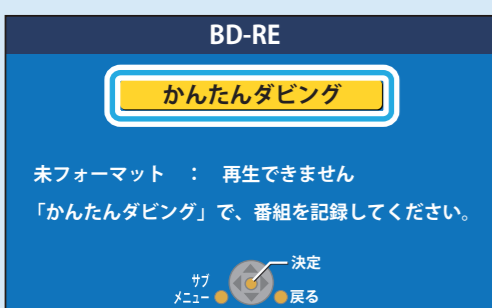 BD-RE
かんたんダビング
未フォーマット : 再生できません
「かんたんダビング」で、番組を記録してください。
決定
サブ
メニュー
戻る